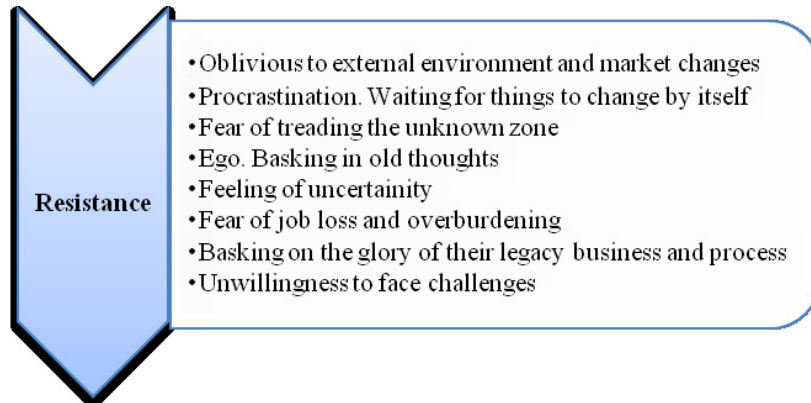 Resistance
•Oblivious to external environment and market changes
•Procrastination. Waiting for things to change by itself
•Fear of treading the unknown zone
•Ego. Basking in old thoughts
•Feeling of uncertainity
•Fear of job loss and overburdening
•Basking on the glory of their legacy business and process
•Unwillingness to face challenges